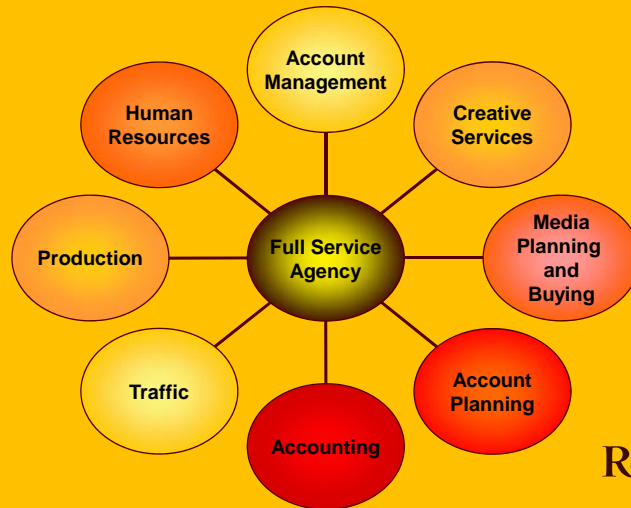 Account
Management
Human
Resources
Creative
Services
Media
Planning
and
Buying
Production
Full Service
Agency
Traffic
Account
Planning
Accounting
R